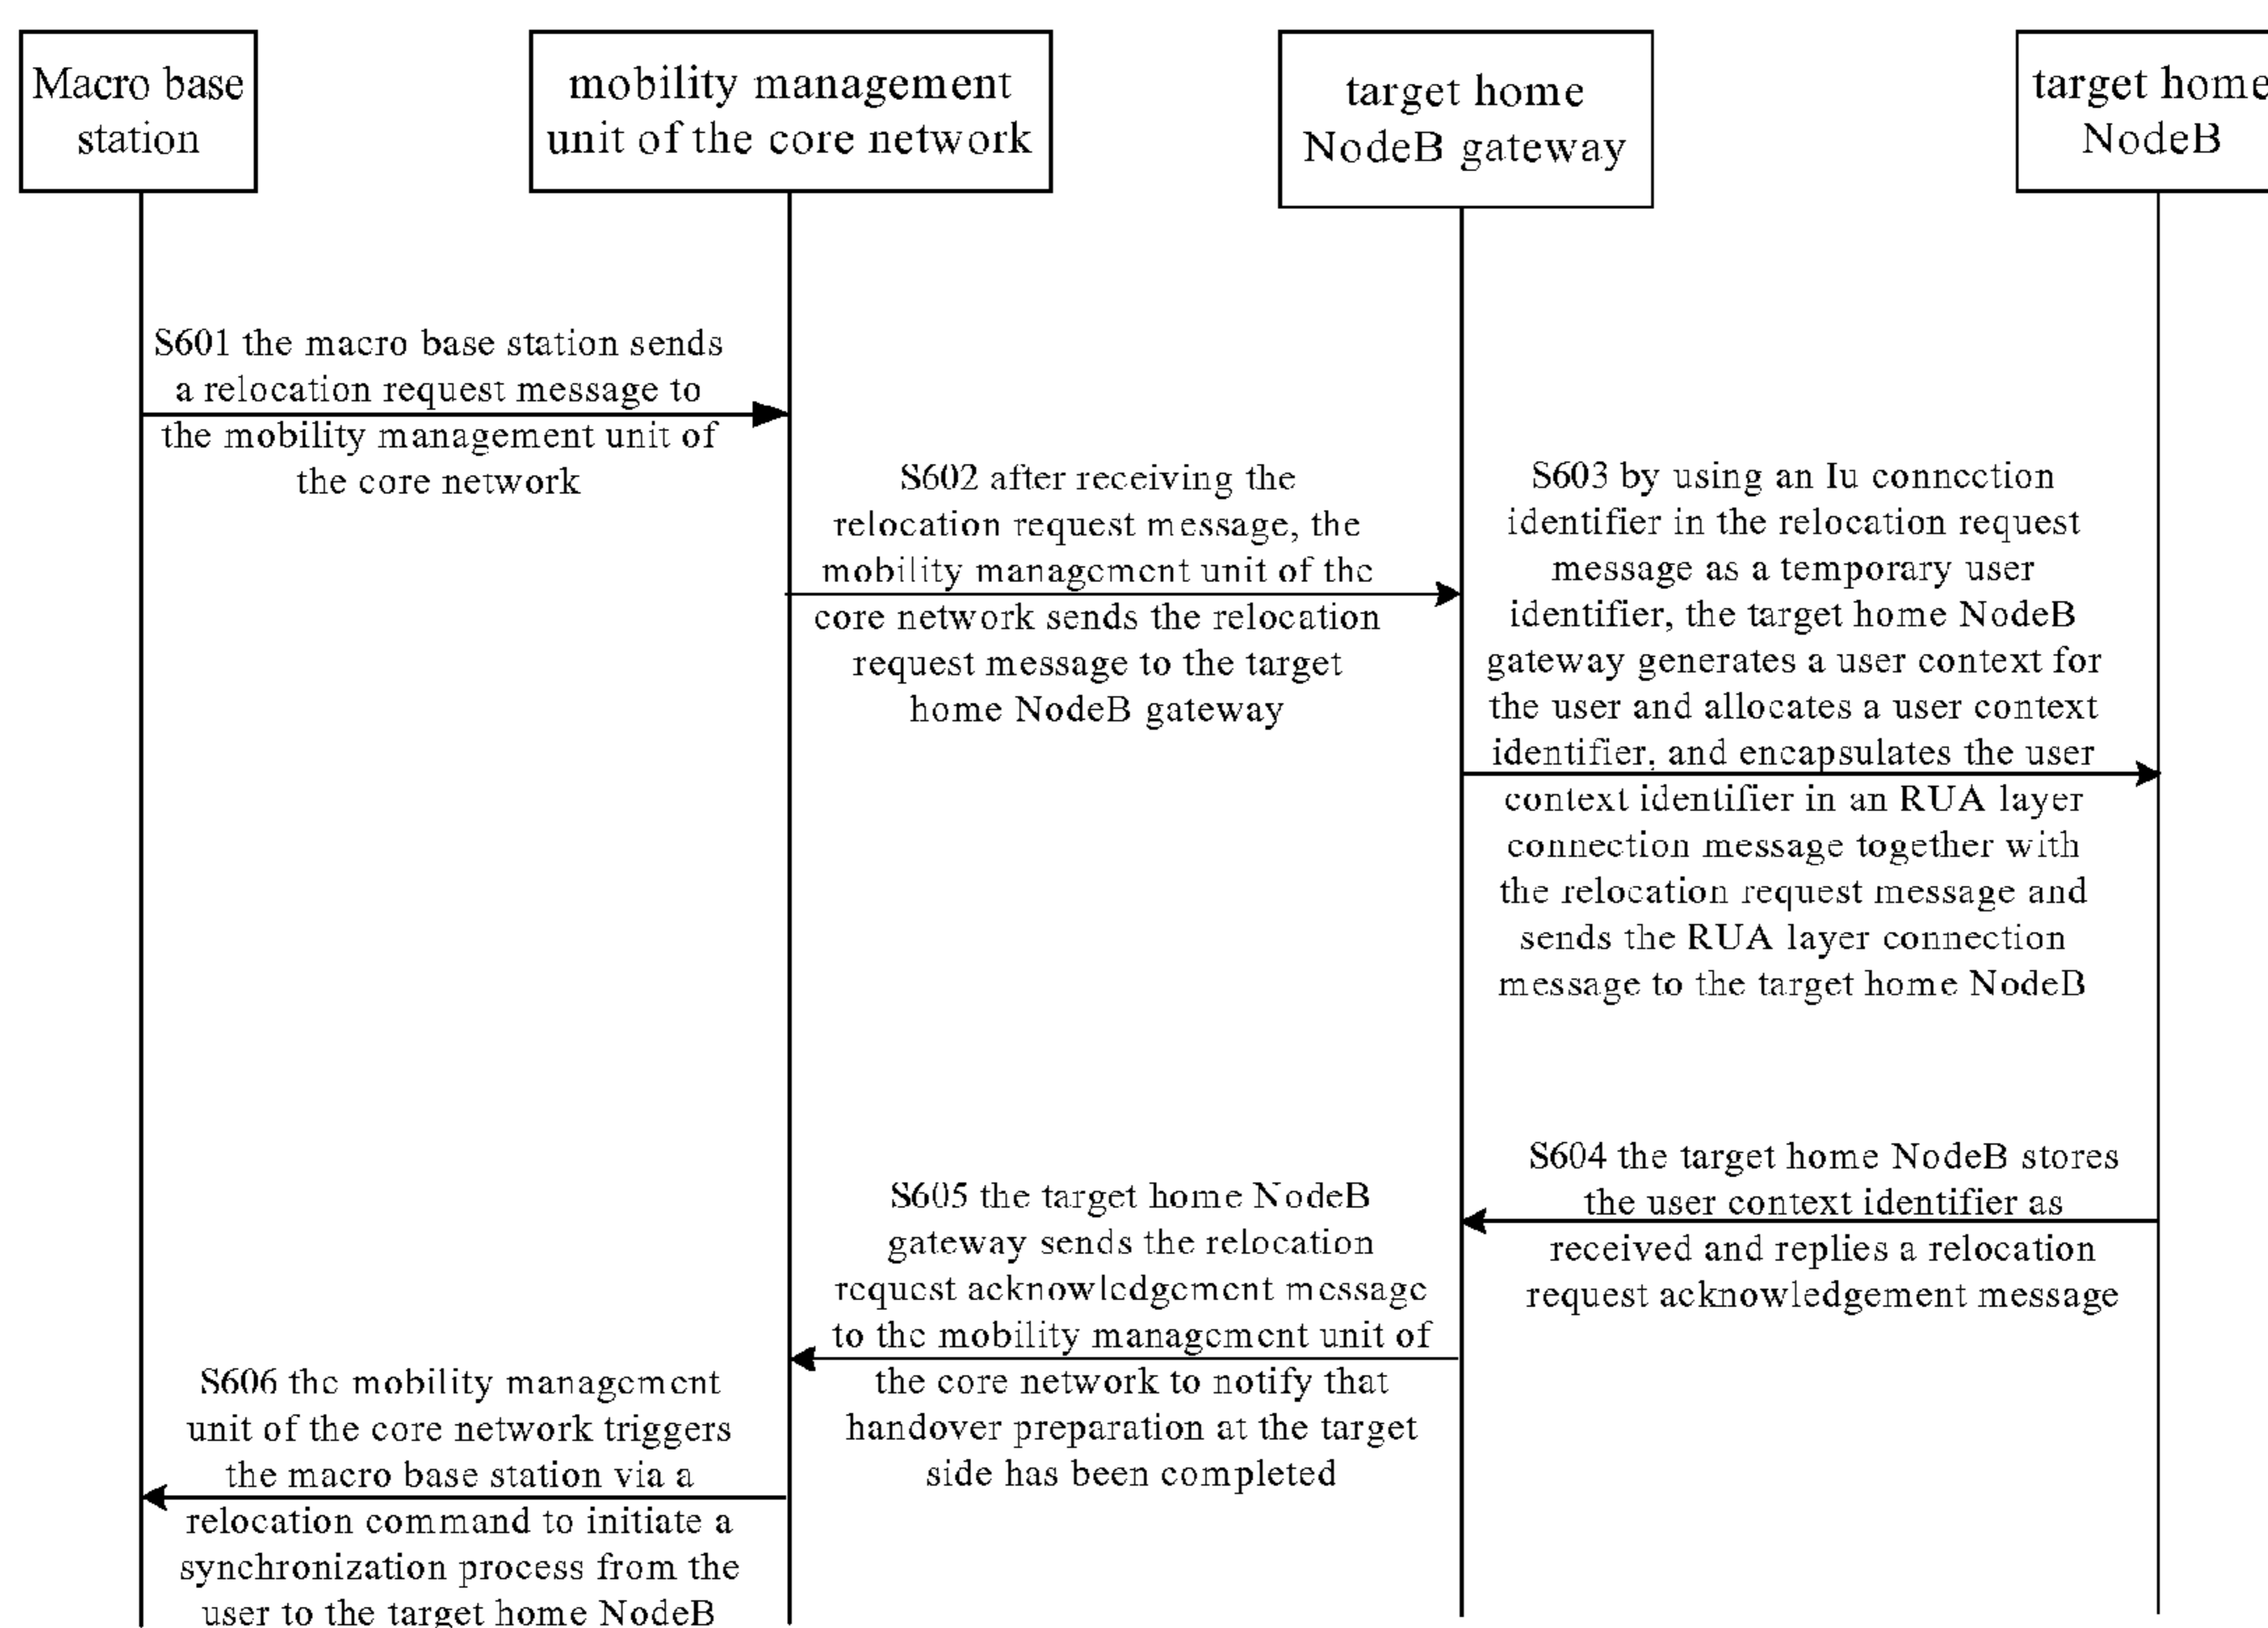 Macro base
station
mobility management
unit of the core network
target home
NodeB gateway
target home
NodeB
S601 the macro base station sends
a relocation request message to
the mobility management unit of
the core network
S602 after receiving the
relocation request message, the
mobility management unit of the
core network sends the relocation
request message to the target
home NodeB gateway
S603 by using an Iu connection
identifier in the relocation request
message as a temporary user
identifier, the target home NodeB
gateway generates a user context for
the user and allocates a user context
identifier, and encapsulates the user
context identifier in an RUA layer
connection message together with
the relocation request message and
sends the RUA layer connection
message to the target home NodeB
S604 the target home NodeB stores
the user context identifier as
received and replies a relocation
request acknowledgement message
S605 the target home NodeB
gateway sends the relocation
request acknowledgement message
to the mobility management unit of
the core network to notify that
handover preparation at the target
side has been completed
S606 the mobility management
unit of the core network triggers
the macro base station via a
relocation command to initiate a
synchronization process from the
user to the target home NodeB